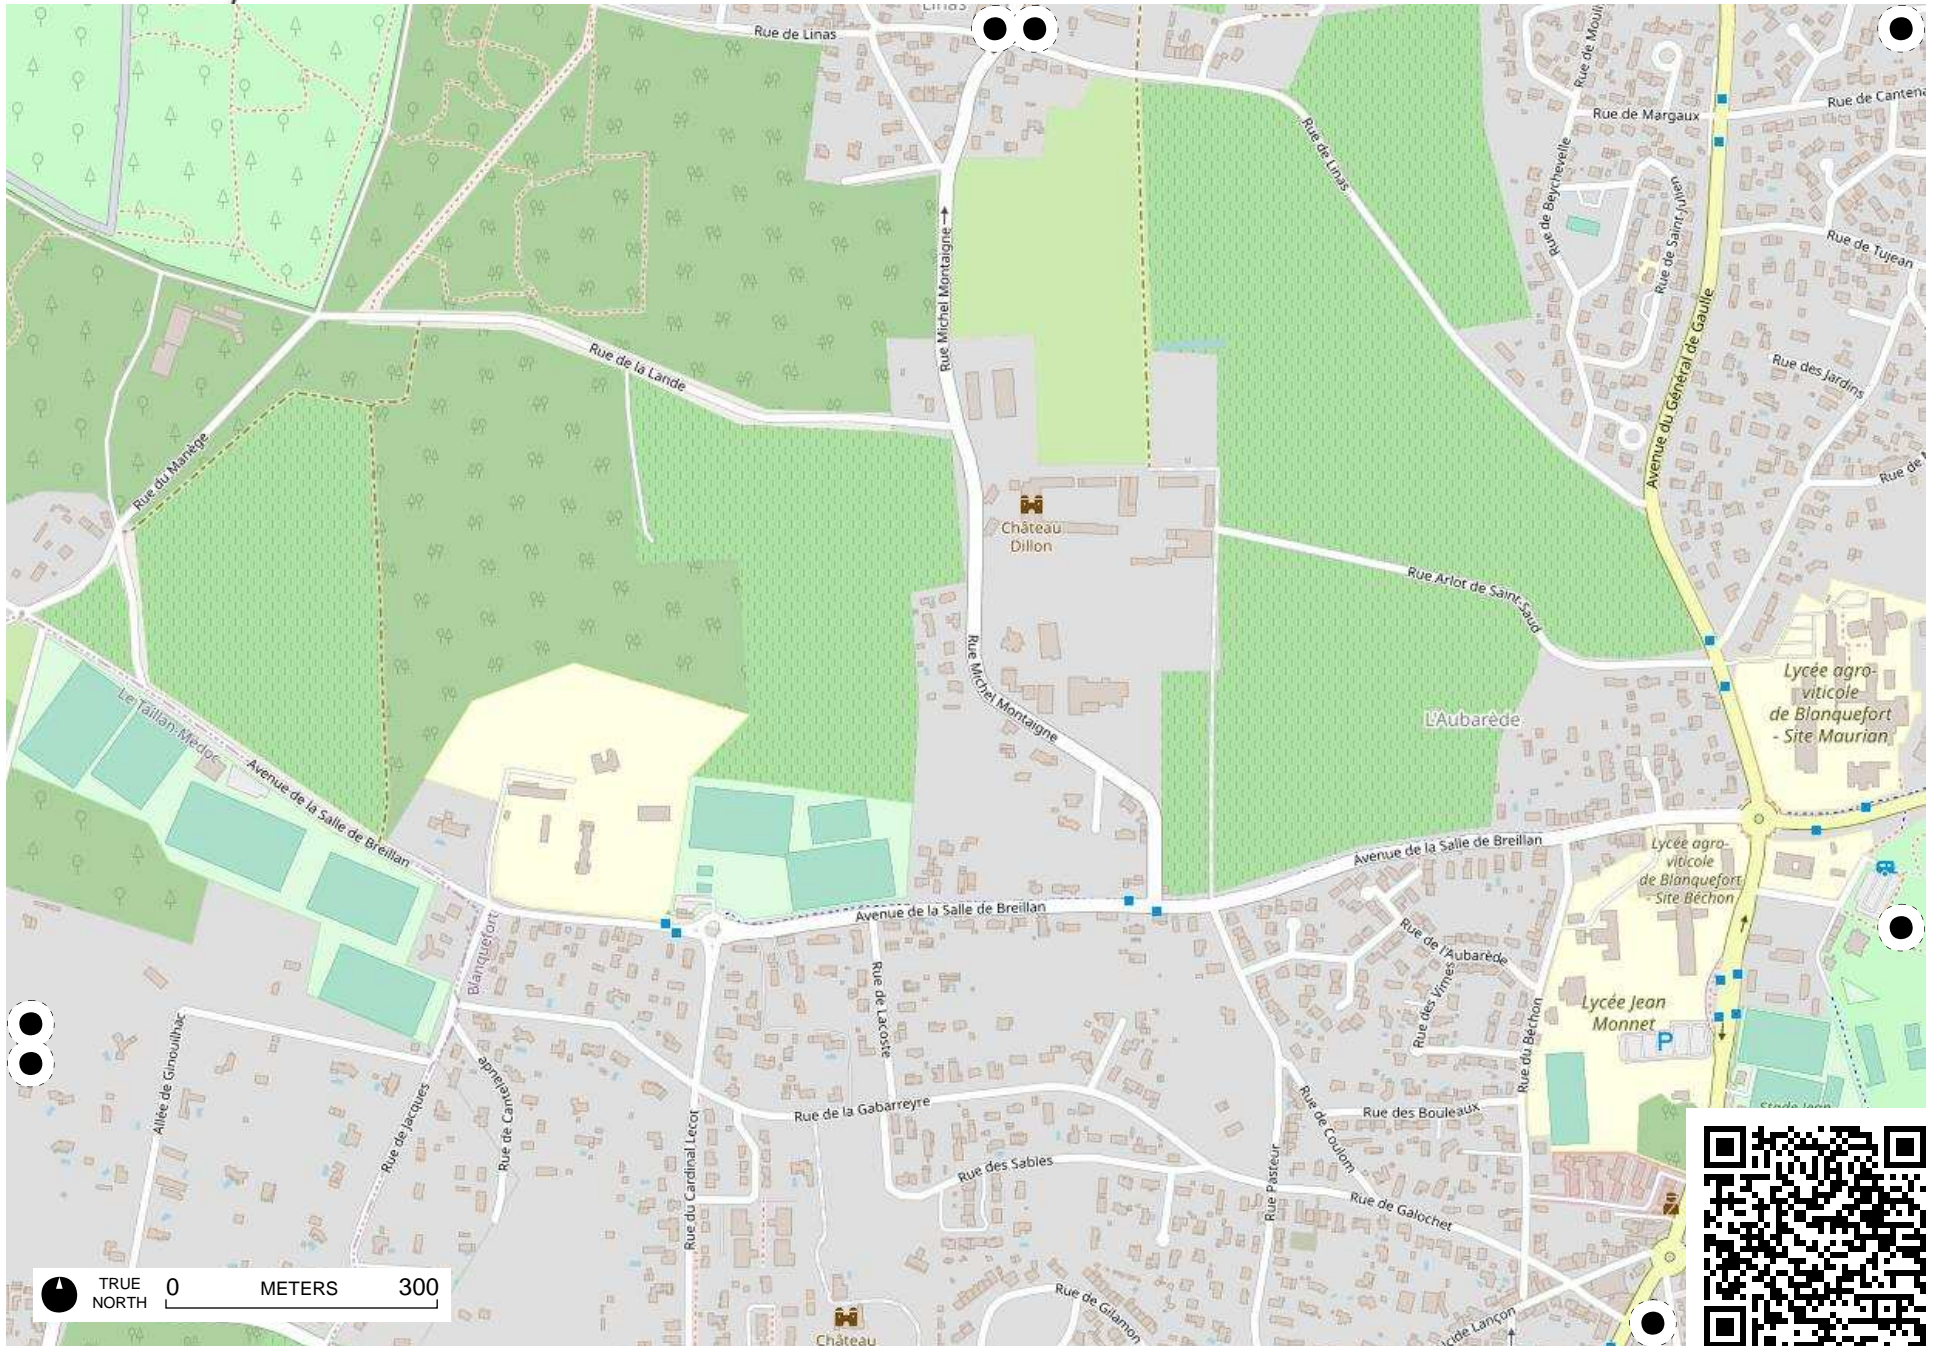 Linas
Rue de Linas
Rue de Margaux
Rue de Cantena
Rue de Linas
Rue de Beychevelle
Rue de Saint-Julien
Rue de Tujean
Rue Michel Montaigne
Avenue du Général de Gaulle
Rue des Jardins
Rue de la Lande
Rue du Manège
Château
Dillon
Rue Arlot de Saint-Saud
Rue Michel Montaigne
Lycée agro-
viticole
de Blanquefort
- Site Maurian
L'Aubarède
Le Taillan-Médoc
Avenue de la Salle de Breillan
Avenue de la Salle de Breillan
Lycée agro-
viticole
de Blanquefort
- Site Béchon
Avenue de la Salle de Breillan
Blanquefort
Rue de l'Aubarède
Rue de Lacoste
Rue des Vimes
Lycée Jean
Monnet
P
Rue du Béchon
Allée de Ginouilhac
Rue de Jacques
Rue de Cantelaude
Rue de la Gabarreyre
Rue de Coulom
Rue des Bouleaux
Stade Jean
Rue du Cardinal Lecot
Rue des Sables
Rue Pasteur
Rue de Galochet
Rue de Gilamon
cide Lançon
Château
TRUE
NORTH
0 METERS 300